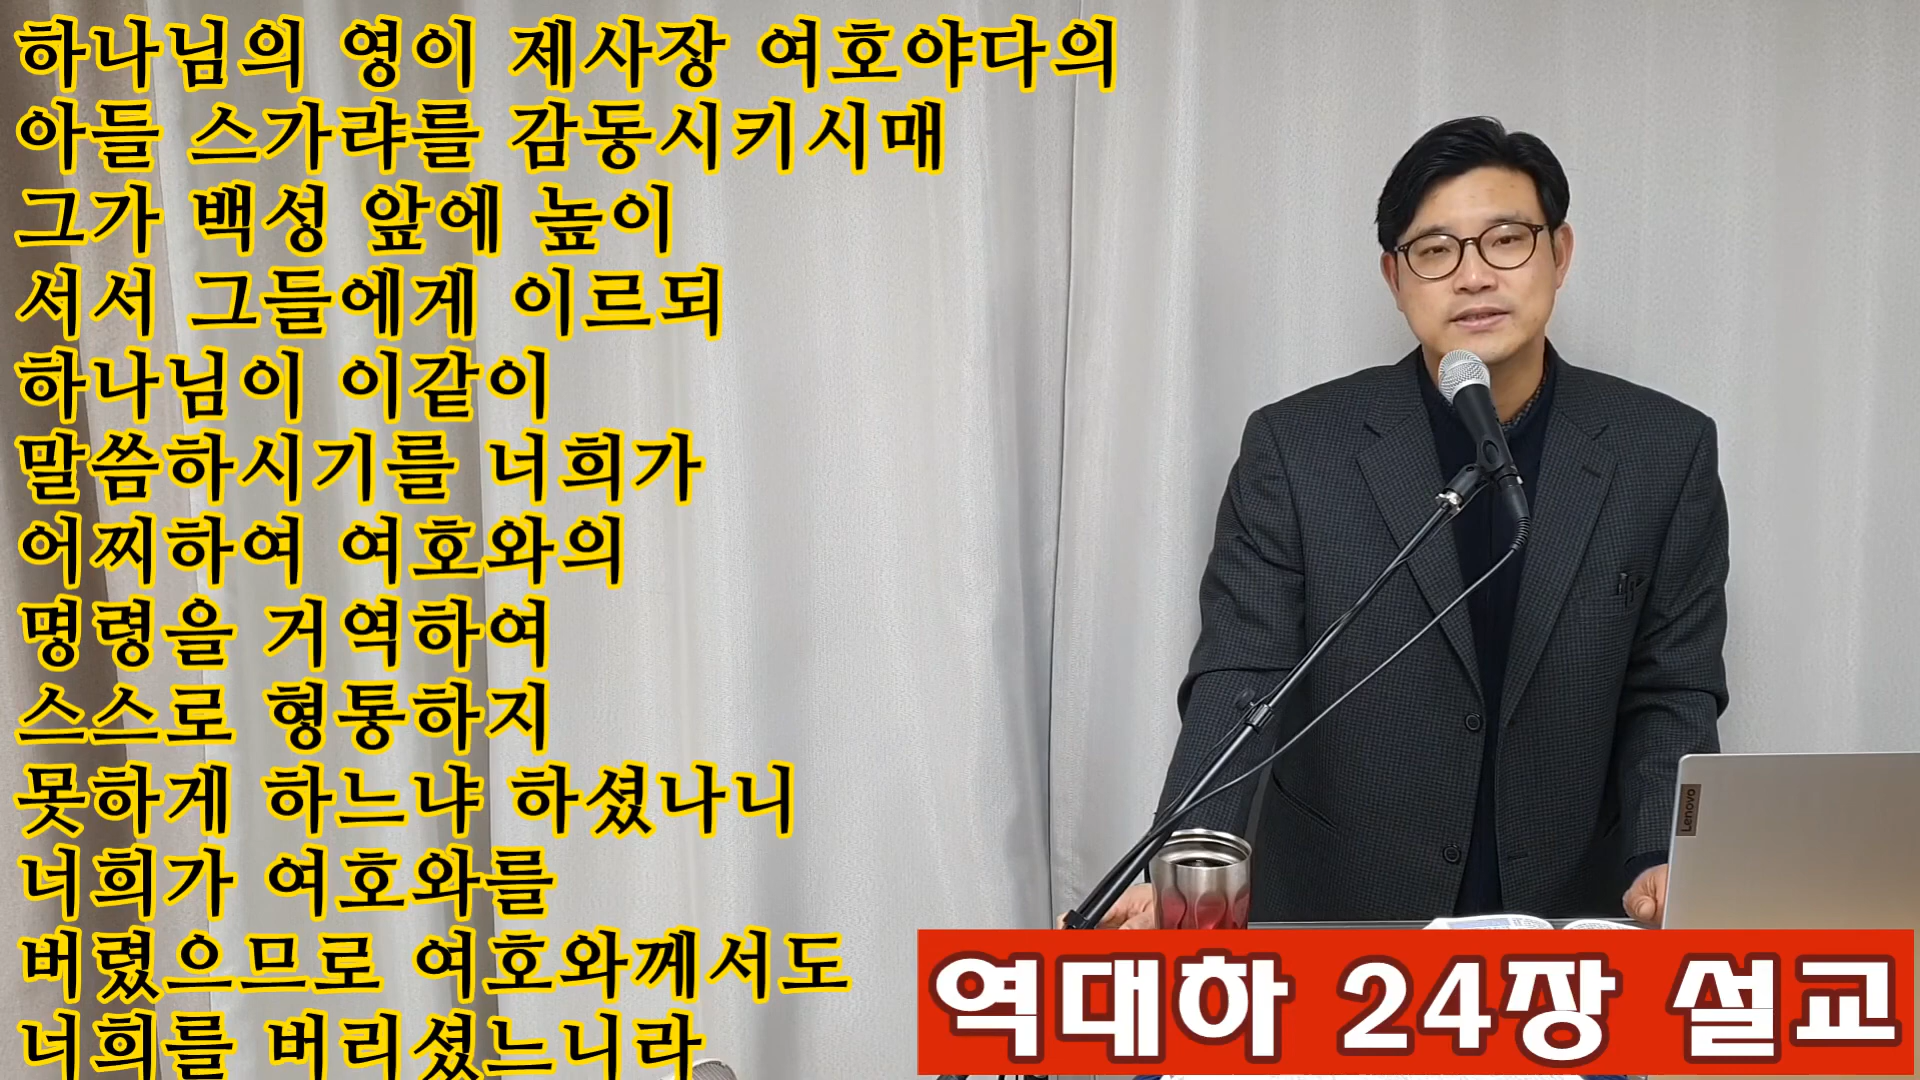 하나님의 영이 제사장 여호야다의
아들 스가랴를 감동시키시매
그가 백성 앞에 높이
서서 그들에게 이르되
하나님이 이같이
말씀하시기를 너희가
어찌하여 여호와의
명령을 거역하여
스스로 형통하지
못하게 하느냐 하셨나니
너희가 여호와를
버렸으므로 여호와께서도
너희를 버리셨느니라
Lenovo
역대하 24장 설교